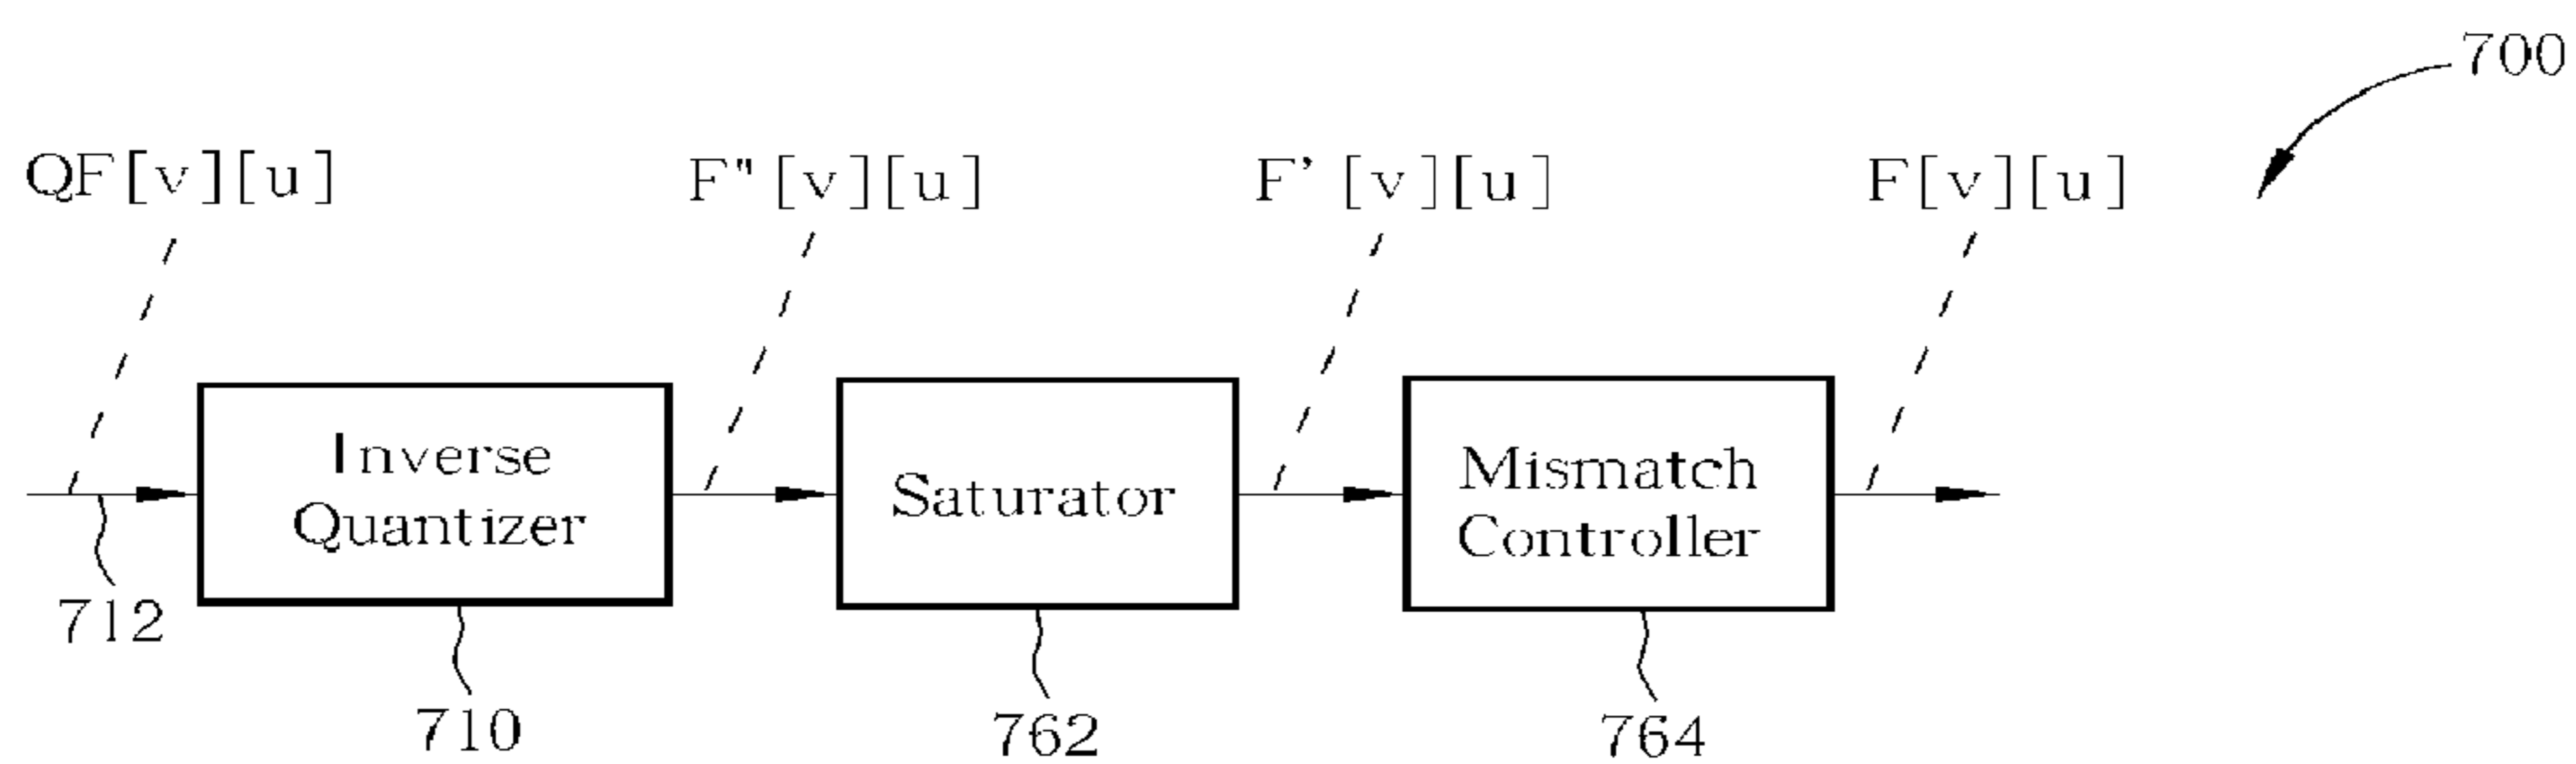 700
QF[v][u]
F"[v][u]
F'[v][u]
F[v][u]
Inverse
Quantizer
Saturator
Mismatch
Controller
712
710
762
764